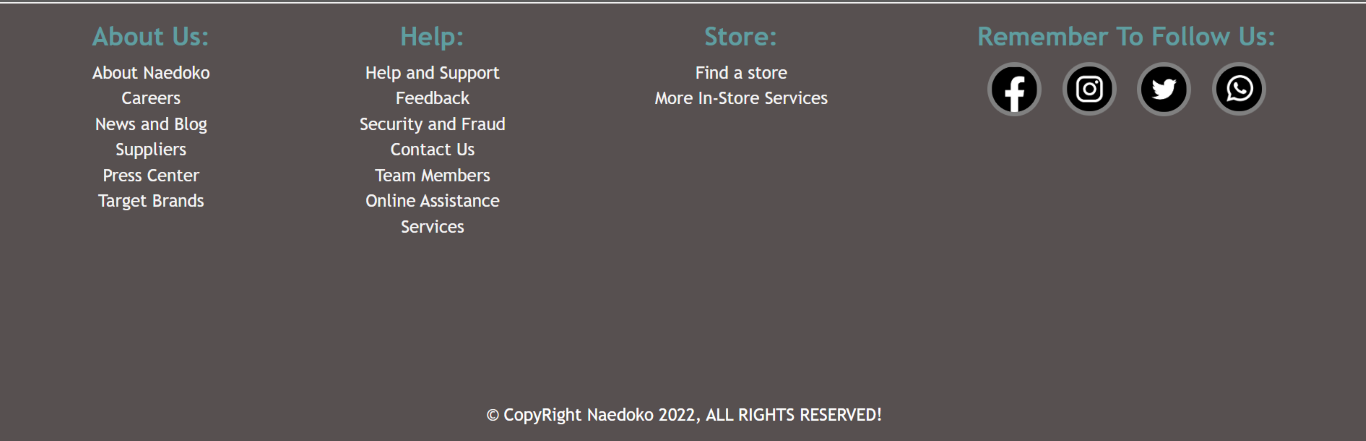 About Us:
About Naedoko
Careers
News and Blog
Suppliers
Press Center
Target Brands
Help:
Help and Support
Feedback
Security and Fraud
Contact Us
Team Members
Online Assistance
Services
Store:
Find a store
More In-Store Services
Remember To Follow Us:
© CopyRight Naedoko 2022, ALL RIGHTS RESERVED!